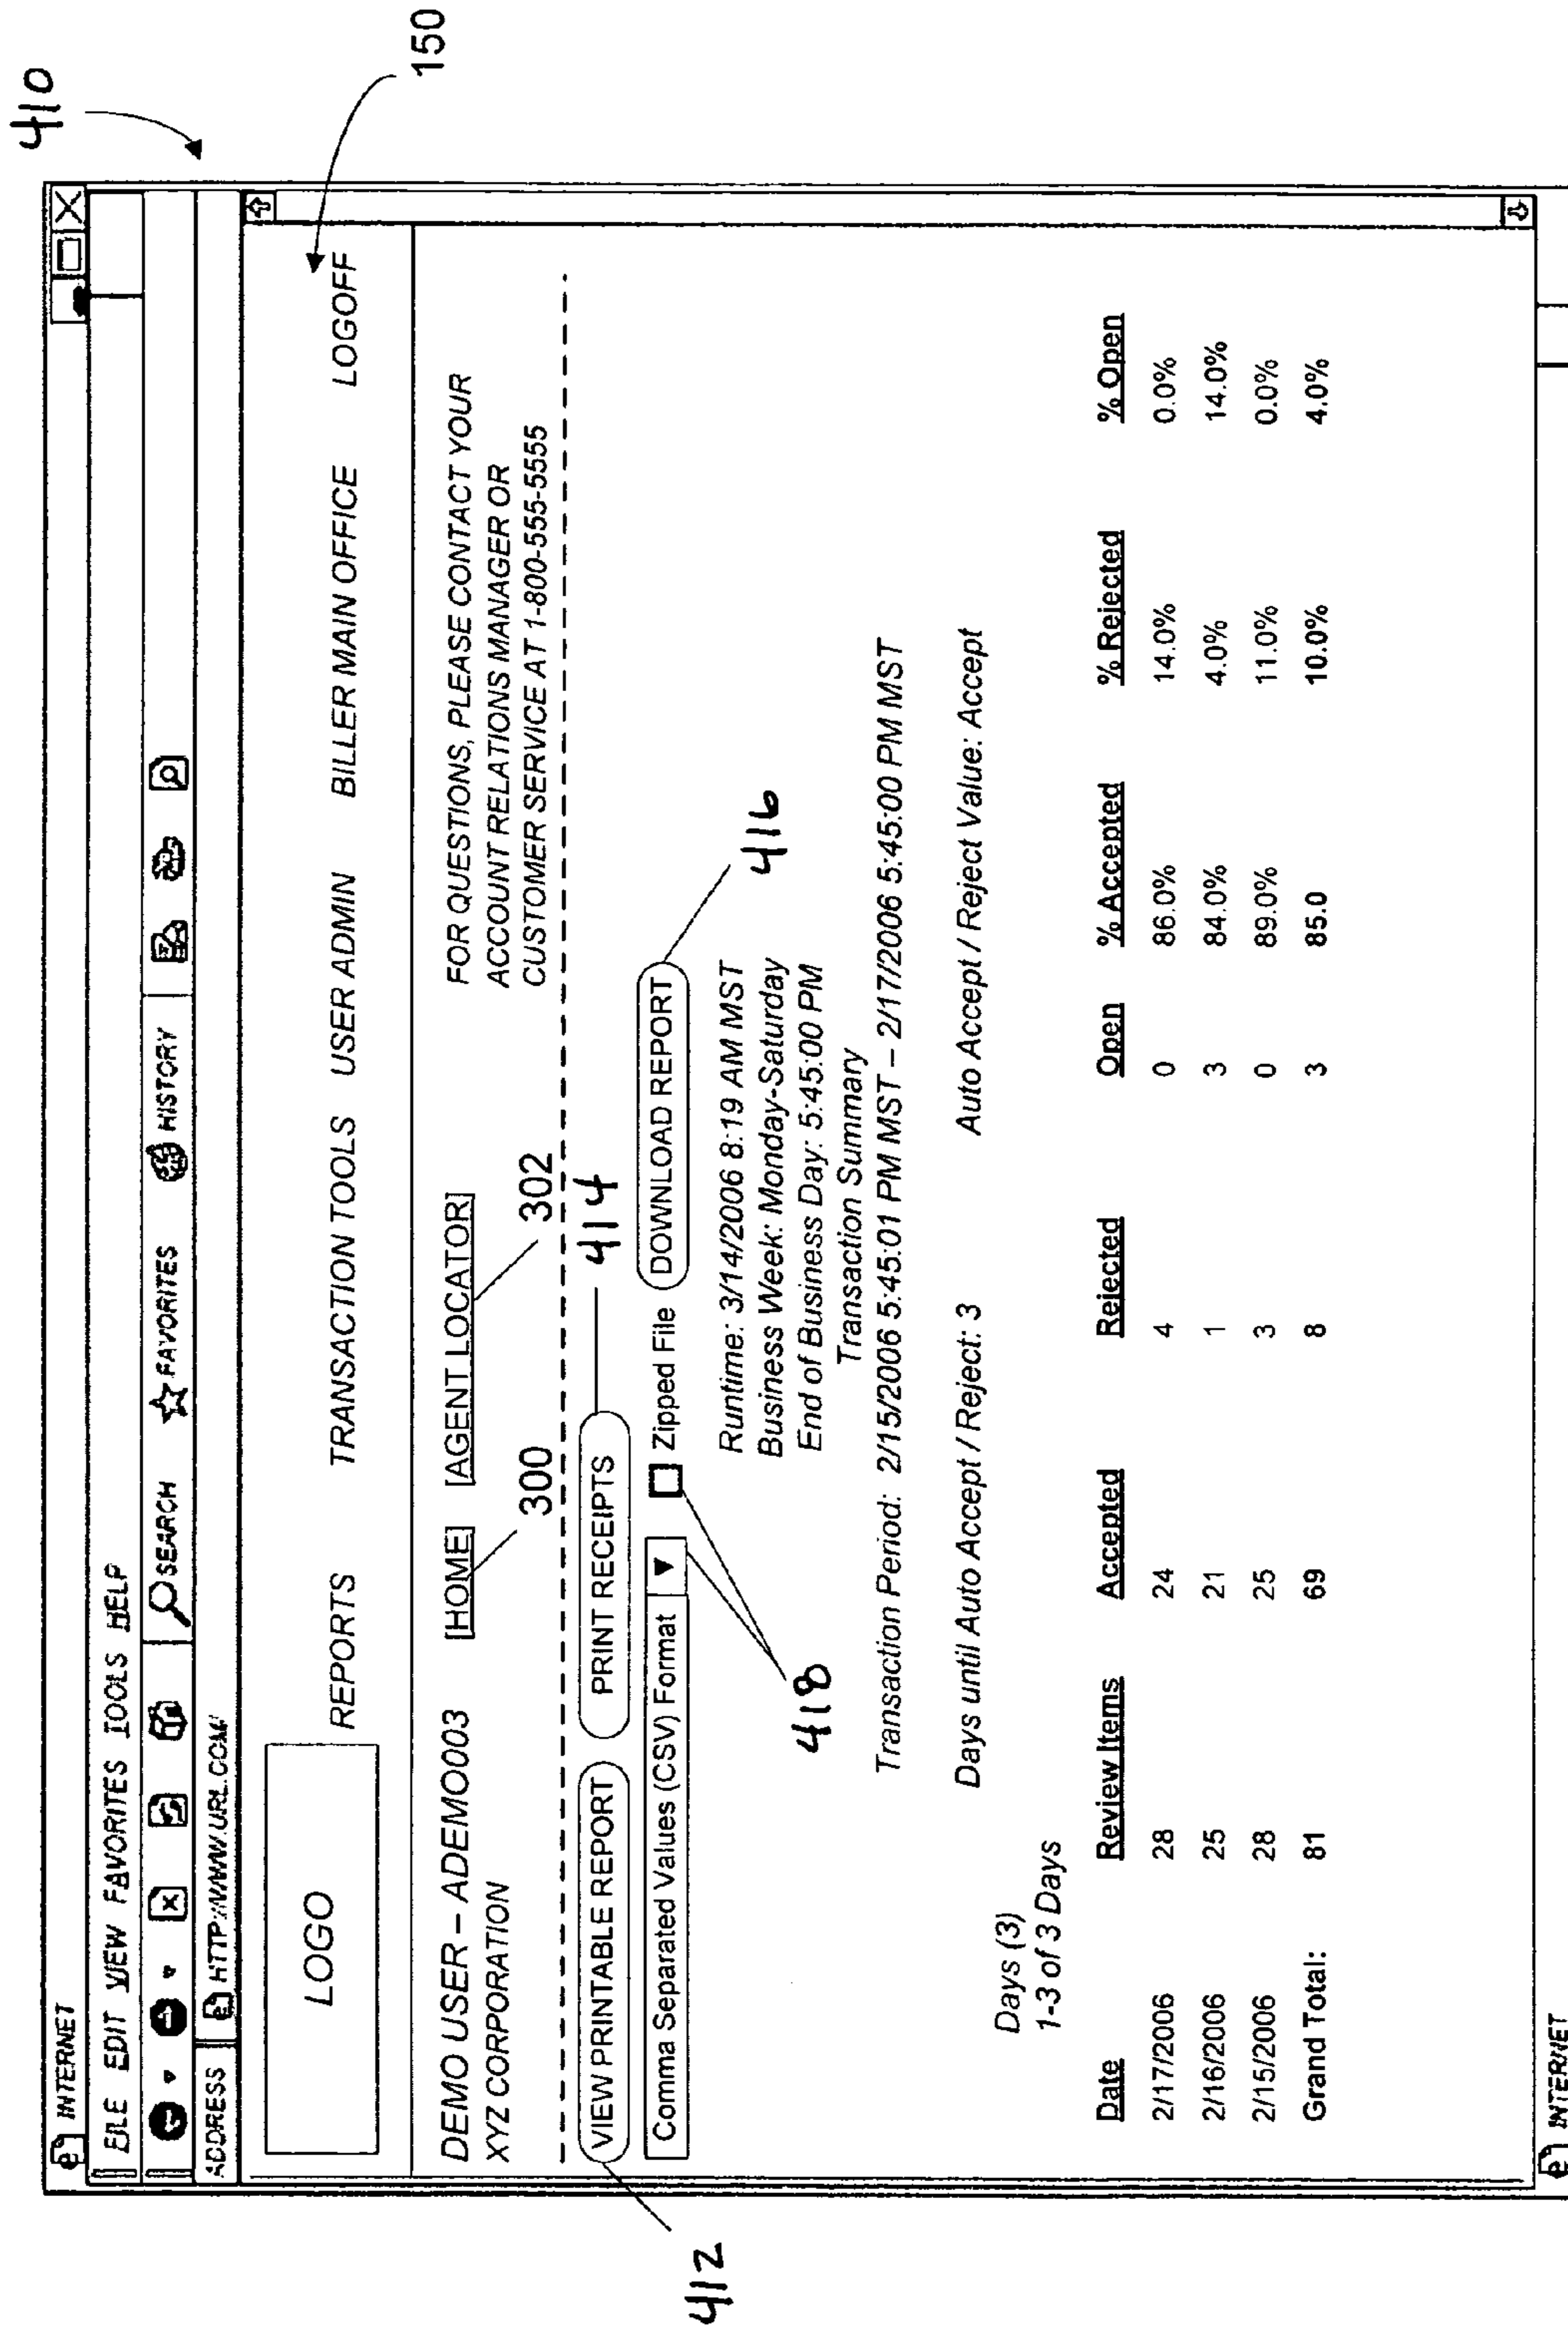 410
150
INTERNET
FILE EDIT VIEW FAVORITES TOOLS HELP
SEARCH FAVORITES HISTORY
ADDRESS HTTP://WWW.URL.COM/
LOGO
REPORTS TRANSACTION TOOLS USER ADMIN BILLER MAIN OFFICE LOGOFF
DEMO USER – ADEMO003 [HOME] [AGENT LOCATOR] FOR QUESTIONS, PLEASE CONTACT YOUR
XYZ CORPORATION ACCOUNT RELATIONS MANAGER OR
300 302 CUSTOMER SERVICE AT 1-800-555-5555
412 VIEW PRINTABLE REPORT PRINT RECEIPTS 414
Comma Separated Values (CSV) Format ▼ Zipped File DOWNLOAD REPORT 416
418
Runtime: 3/14/2006 8:19 AM MST
Business Week: Monday-Saturday
End of Business Day: 5:45:00 PM
Transaction Summary
Transaction Period: 2/15/2006 5:45:01 PM MST – 2/17/2006 5:45:00 PM MST
Days until Auto Accept / Reject: 3 Auto Accept / Reject Value: Accept
Days (3)
1-3 of 3 Days
Date Review Items Accepted Rejected Open % Accepted % Rejected % Open
2/17/2006 28 24 4 0 86.0% 14.0% 0.0%
2/16/2006 25 21 1 3 84.0% 4.0% 14.0%
2/15/2006 28 25 3 0 89.0% 11.0% 0.0%
Grand Total: 81 69 8 3 85.0 10.0% 4.0%
INTERNET